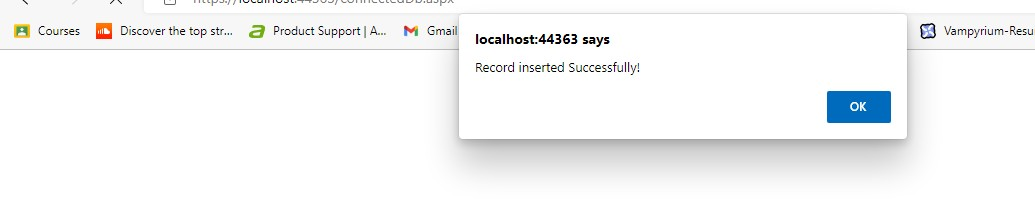 https://localhost:44363/connectedDb.aspx
Courses
Discover the top str...
Product Support | A...
Gmail
Vampyrium-Resu
localhost:44363 says
Record inserted Successfully!
OK